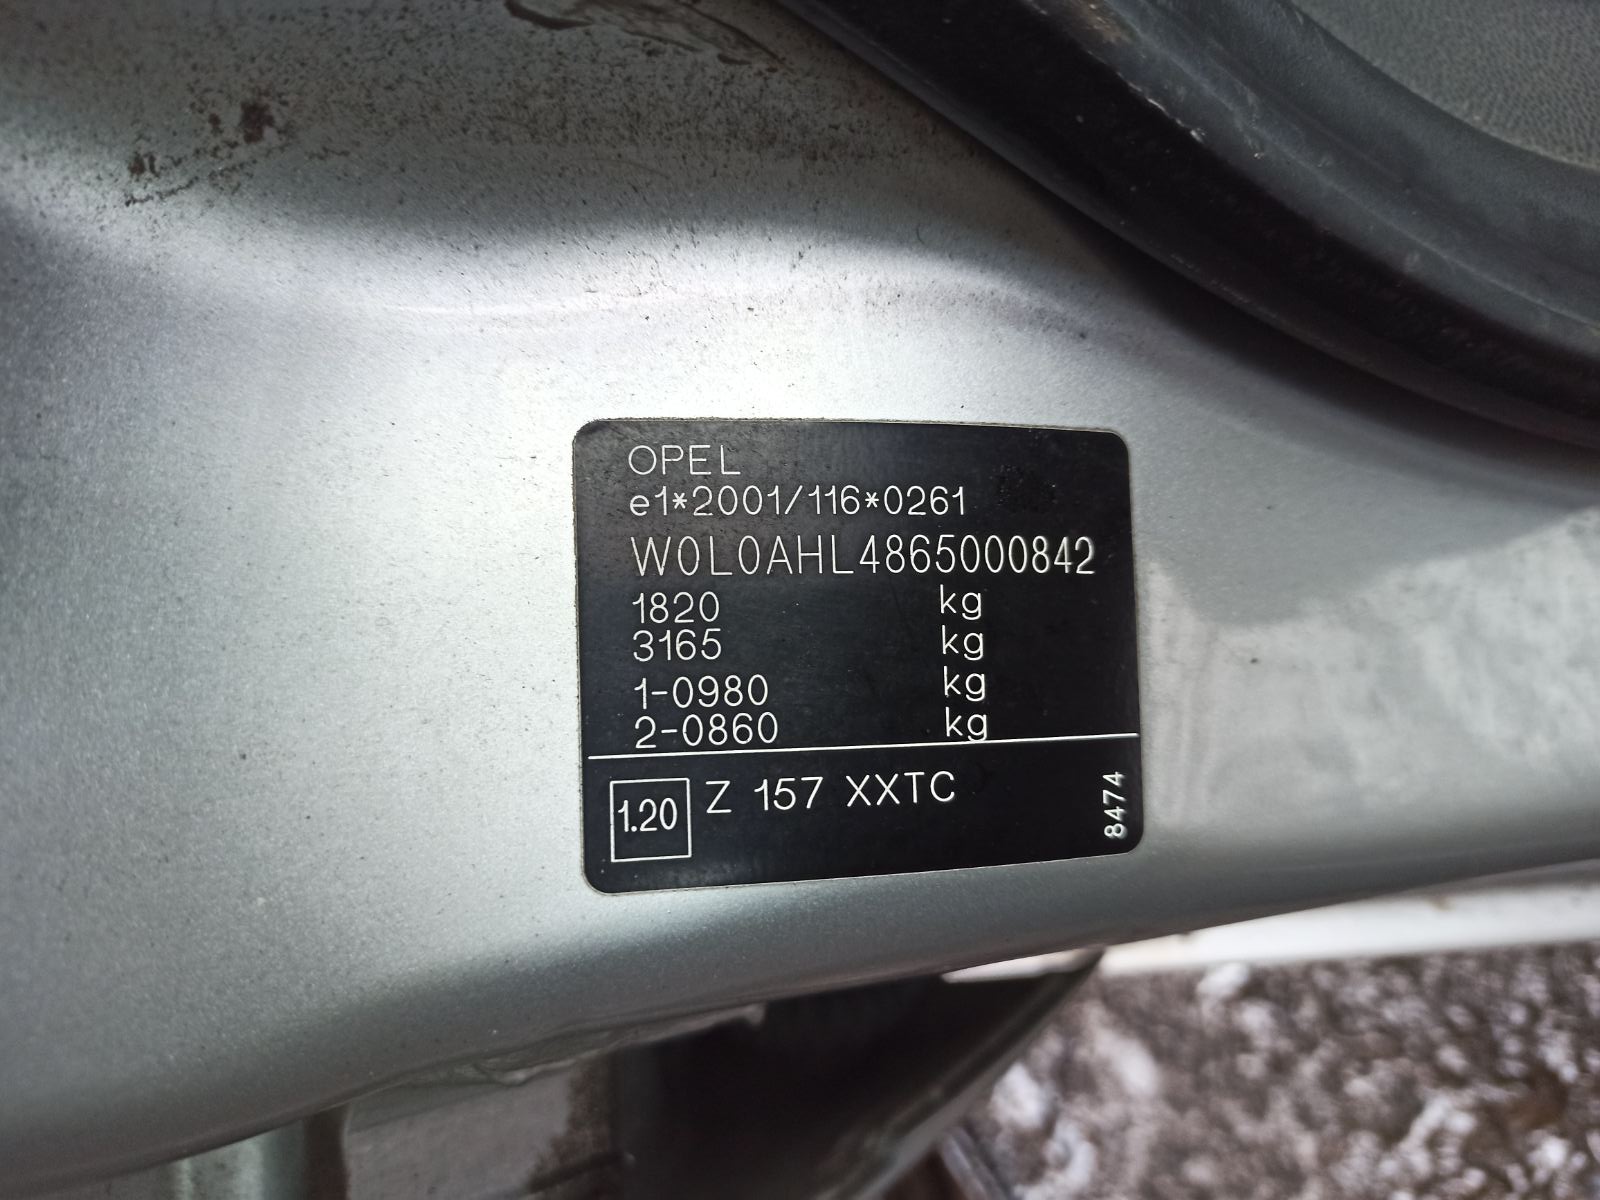 OPEL
e1*2001/116*0261
W0L0AHL4865000842
1820 kg
3165 kg
1-0980 kg
2-0860 kg
1.20 Z 157 XXTC
8474